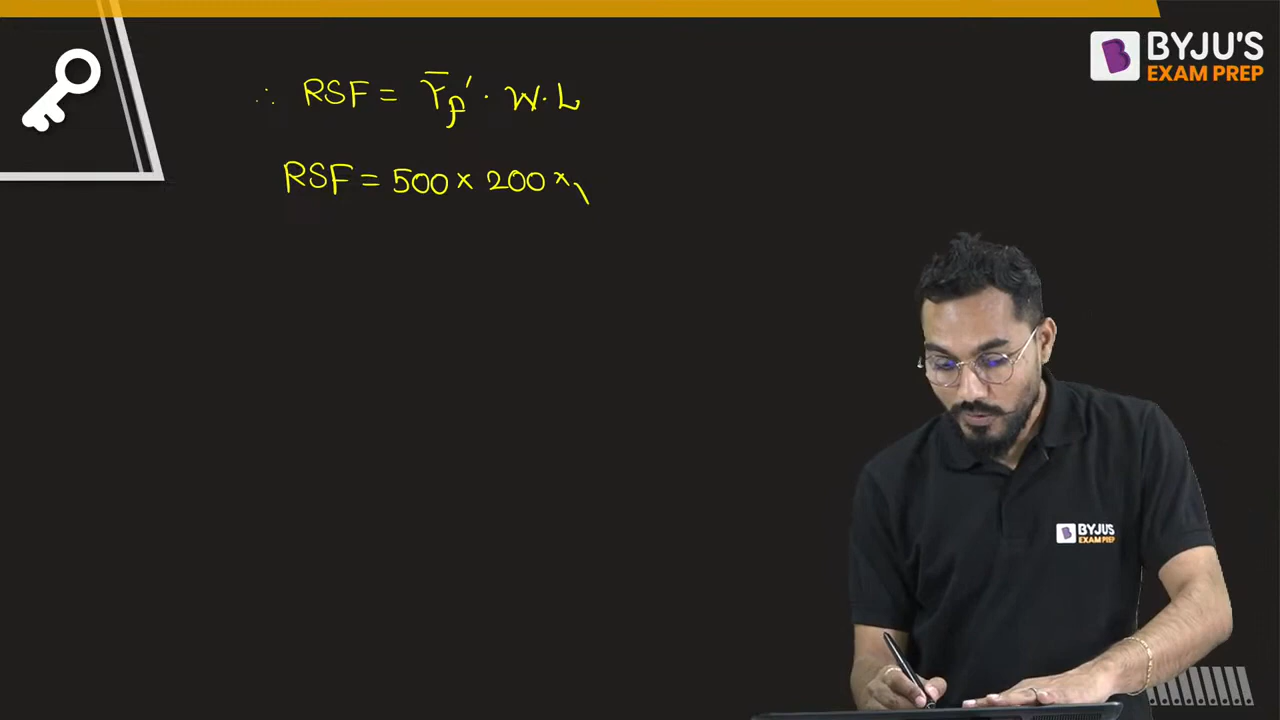 BYJU'S
EXAM PREP
∴ RSF = τ̄p' · W · L
RSF = 500 × 200 ×
BYJU'S
EXAM PREP